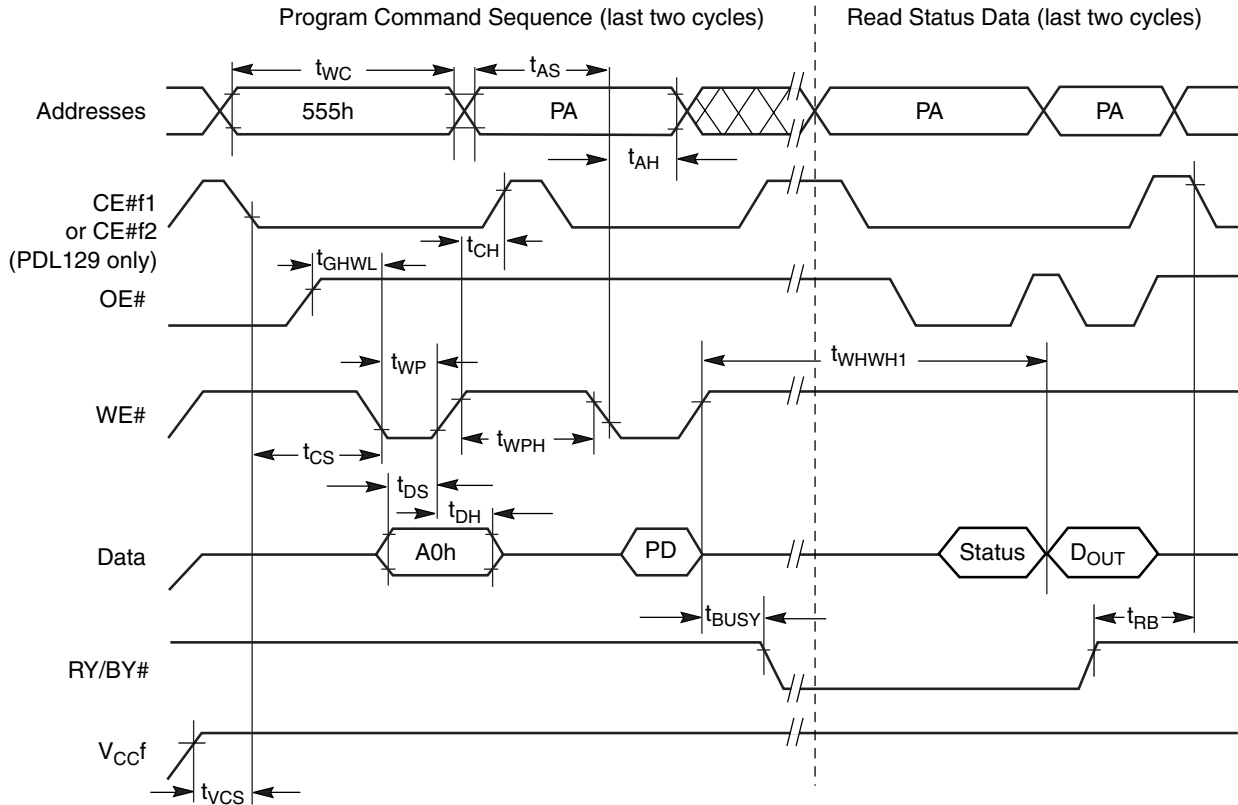 Program Command Sequence (last two cycles)
Read Status Data (last two cycles)
tWC
tAS
Addresses
555h
PA
PA
PA
tAH
CE#f1
or CE#f2
(PDL129 only)
tCH
tGHWL
OE#
tWP
tWHWH1
WE#
tWPH
tCS
tDS
tDH
Data
A0h
PD
Status
DOUT
tBUSY
tRB
RY/BY#
VCCf
tVCS